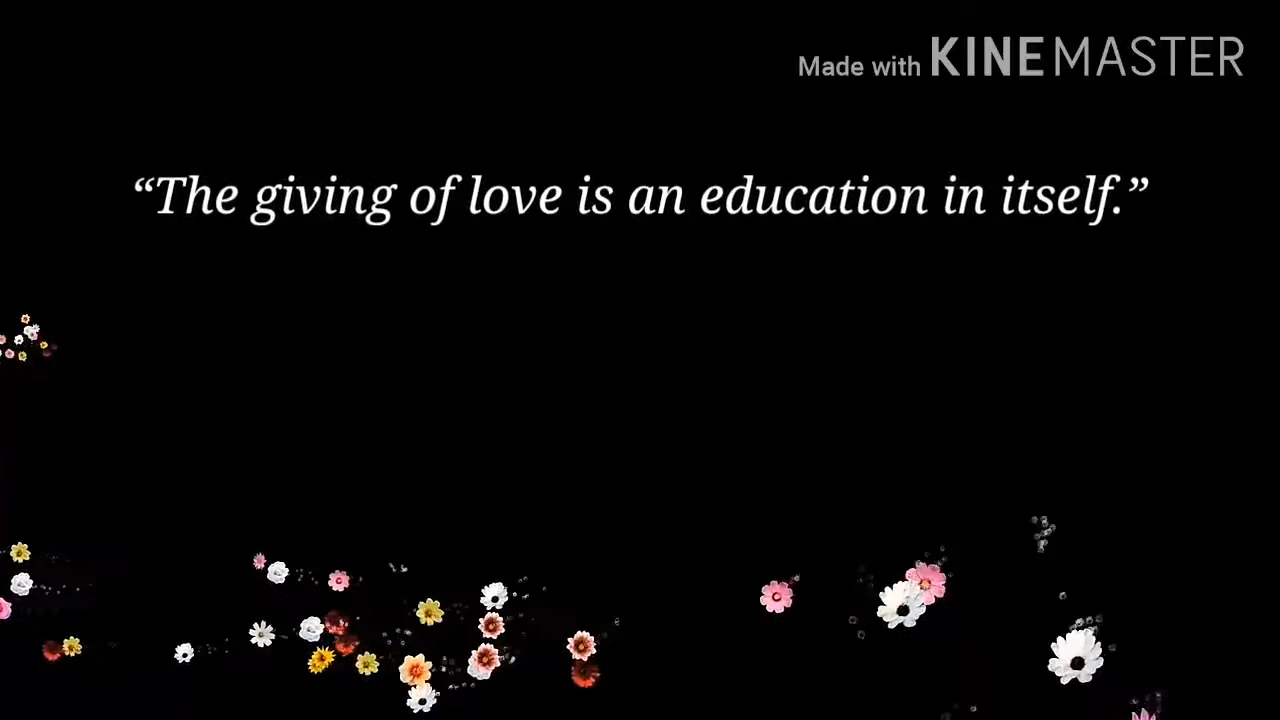 Made with KINEMASTER
“The giving of love is an education in itself.”